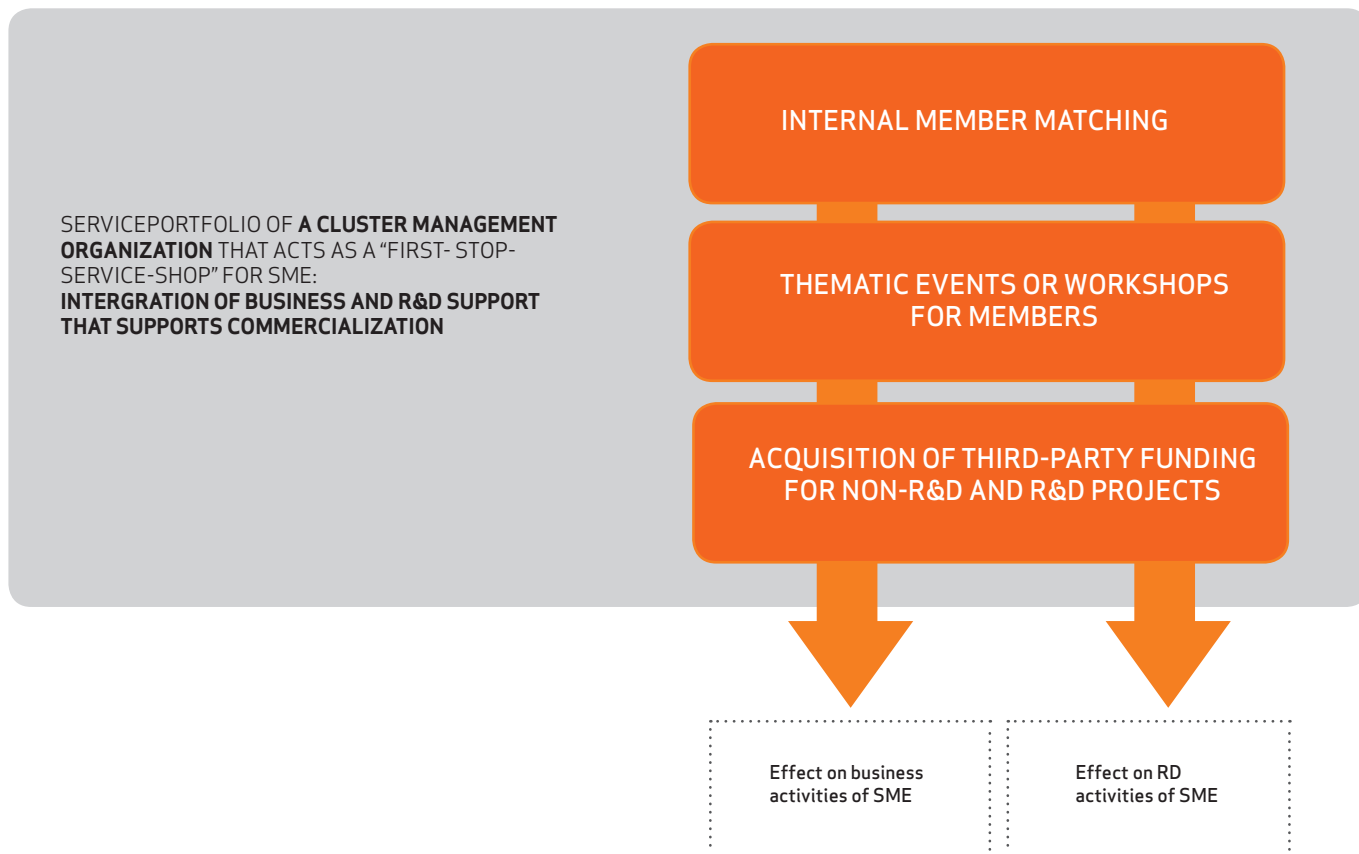 SERVICEPORTFOLIO OF A CLUSTER MANAGEMENT
ORGANIZATION THAT ACTS AS A “FIRST- STOP-
SERVICE-SHOP” FOR SME:
INTERGRATION OF BUSINESS AND R&D SUPPORT
THAT SUPPORTS COMMERCIALIZATION
INTERNAL MEMBER MATCHING
THEMATIC EVENTS OR WORKSHOPS
FOR MEMBERS
ACQUISITION OF THIRD-PARTY FUNDING
FOR NON-R&D AND R&D PROJECTS
Effect on business
activities of SME
Effect on RD
activities of SME